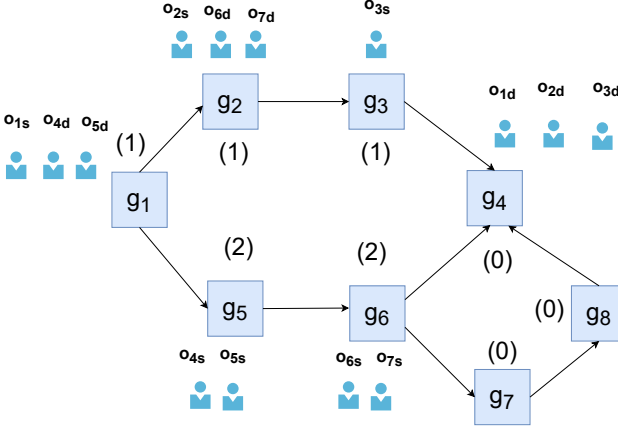 o2s o6d o7d
o3s
o1d o2d o3d
o1s o4d o5d
(1)
g2
g3
(1)
(1)
g1
g4
(2)
(2)
(0)
g5
g6
(0)
g8
o4s o5s
o6s o7s
(0)
g7